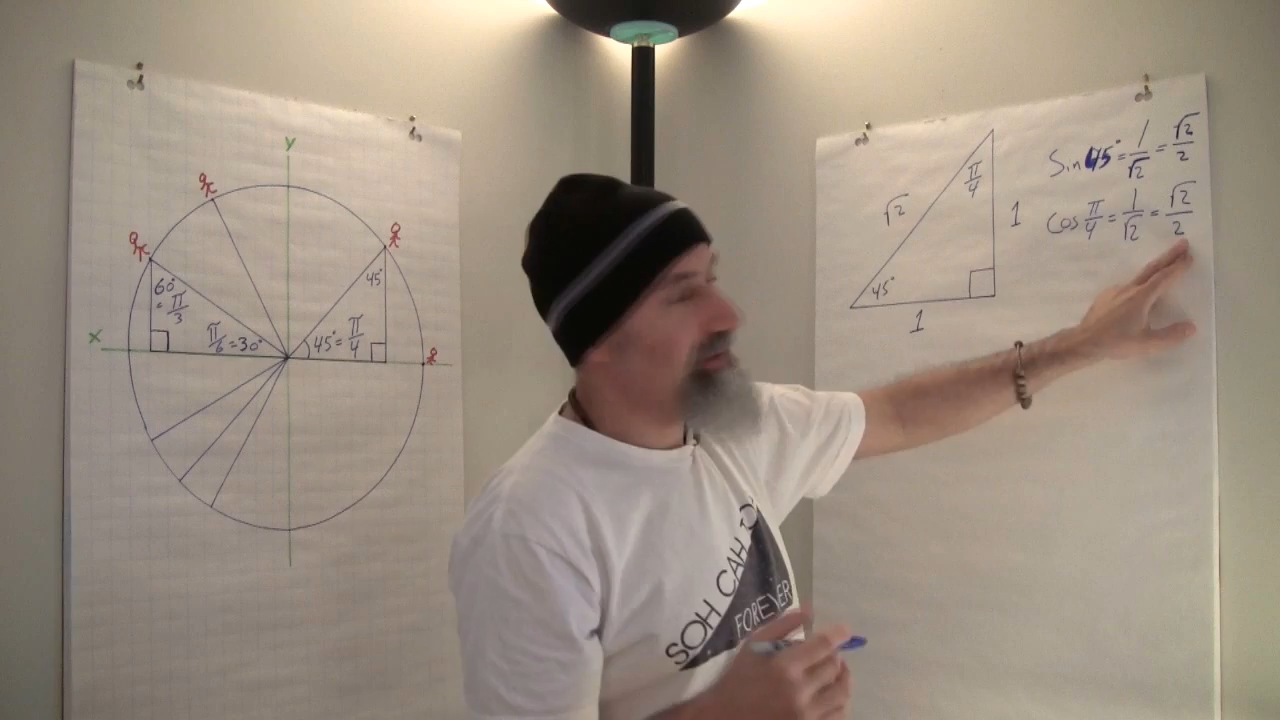 y
x
60°
= π/3
π/6 = 30°
45°
45° = π/4
√2
π/4
1
45°
1
Sin 45° = 1/√2 = √2/2
Cos π/4 = 1/√2 = √2/2
SOH CAH TO
FOREVER